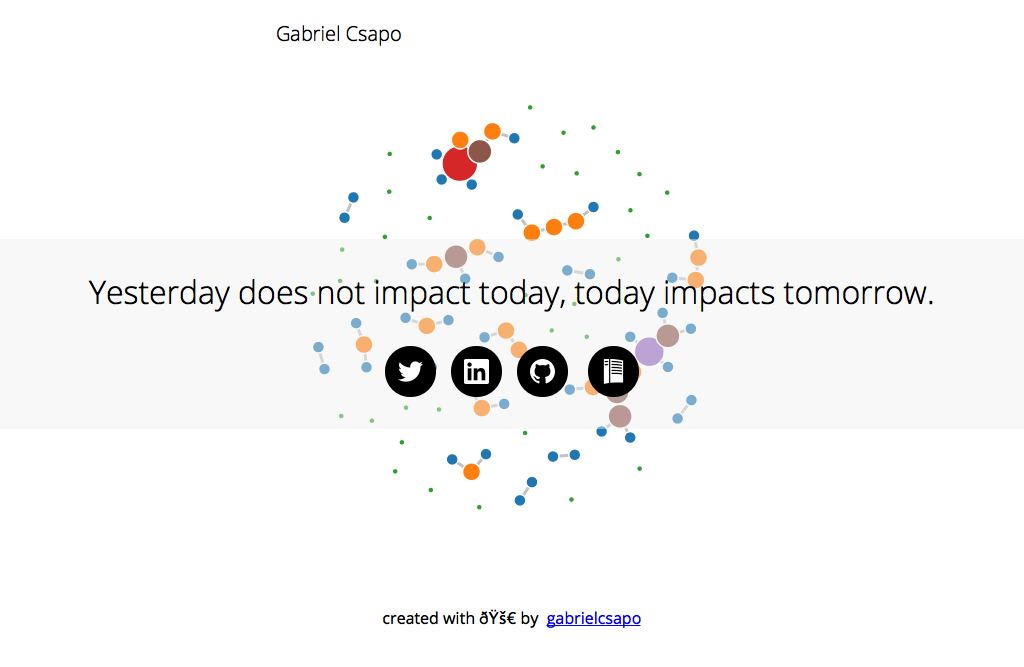 Gabriel Csapo
Yesterday does not impact today, today impacts tomorrow.
created with ðŸš€ by gabrielcsapo